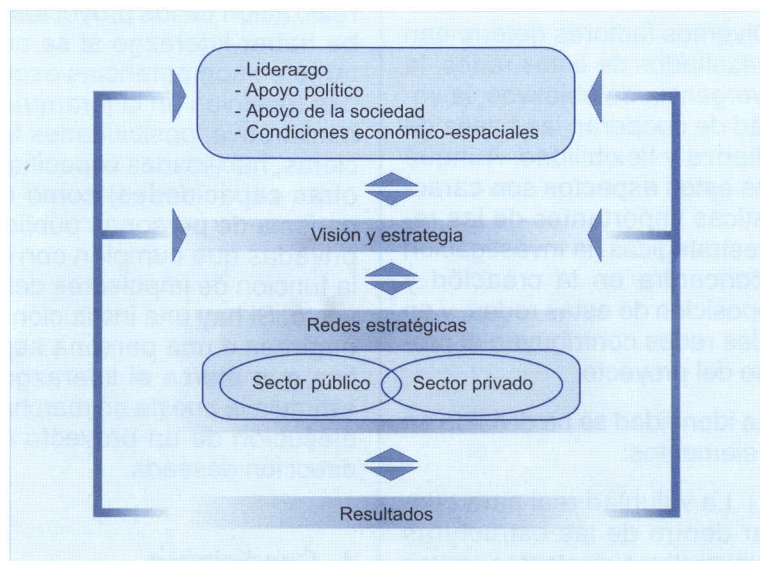 - Liderazgo
- Apoyo político
- Apoyo de la sociedad
- Condiciones económico-espaciales
Visión y estrategia
Redes estratégicas
Sector público
Sector privado
Resultados